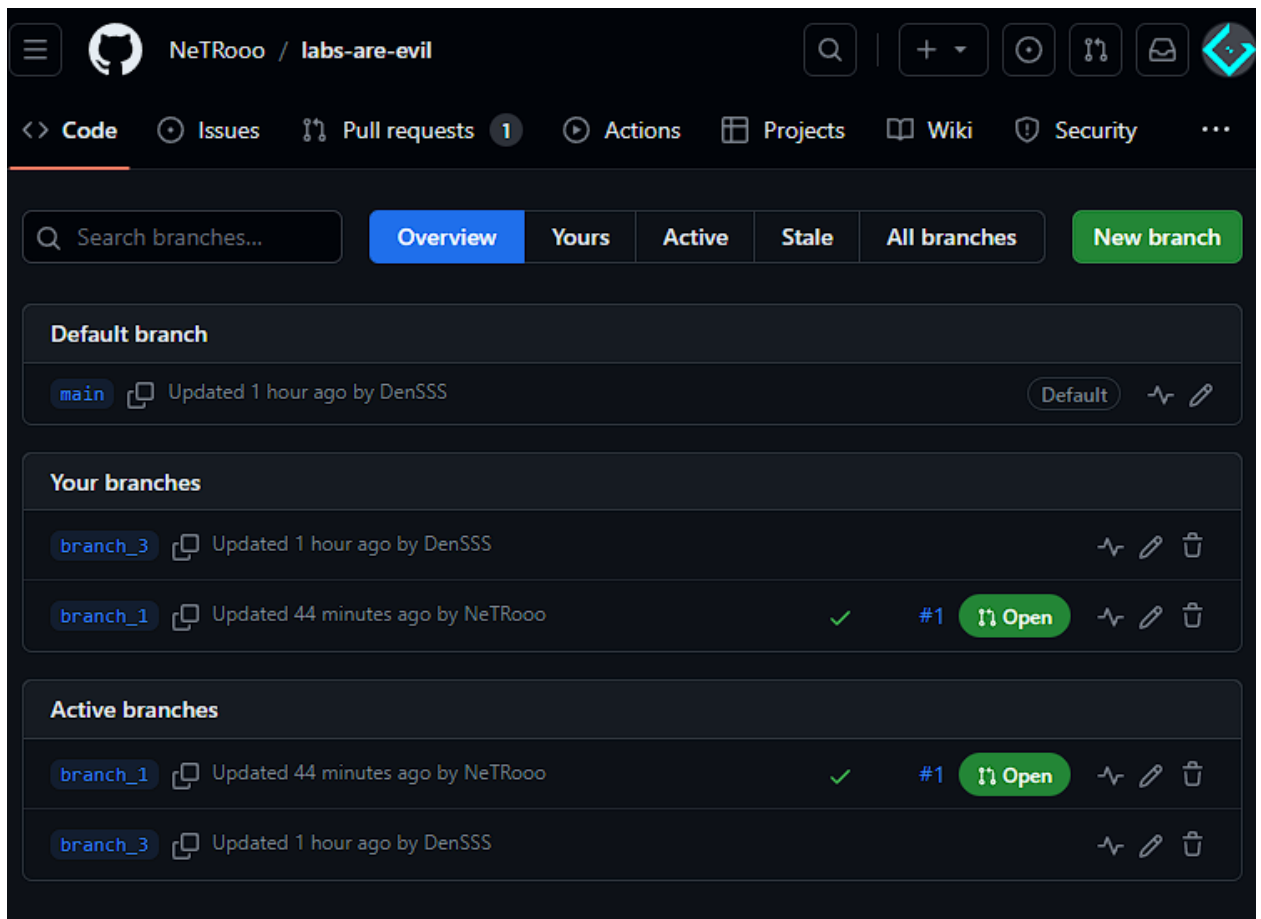 NeTRooo / labs-are-evil
Code Issues Pull requests 1 Actions Projects Wiki Security
Search branches... Overview Yours Active Stale All branches New branch
Default branch
main Updated 1 hour ago by DenSSS Default
Your branches
branch_3 Updated 1 hour ago by DenSSS
branch_1 Updated 44 minutes ago by NeTRooo #1 Open
Active branches
branch_1 Updated 44 minutes ago by NeTRooo #1 Open
branch_3 Updated 1 hour ago by DenSSS